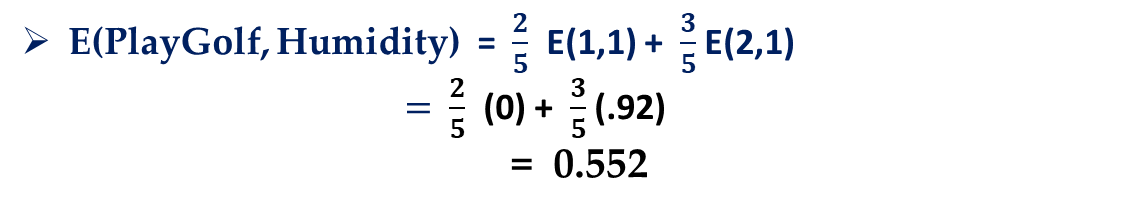 ➢ E(PlayGolf, Humidity) = 2/5 E(1,1) + 3/5 E(2,1)
= 2/5 (0) + 3/5 (.92)
= 0.552